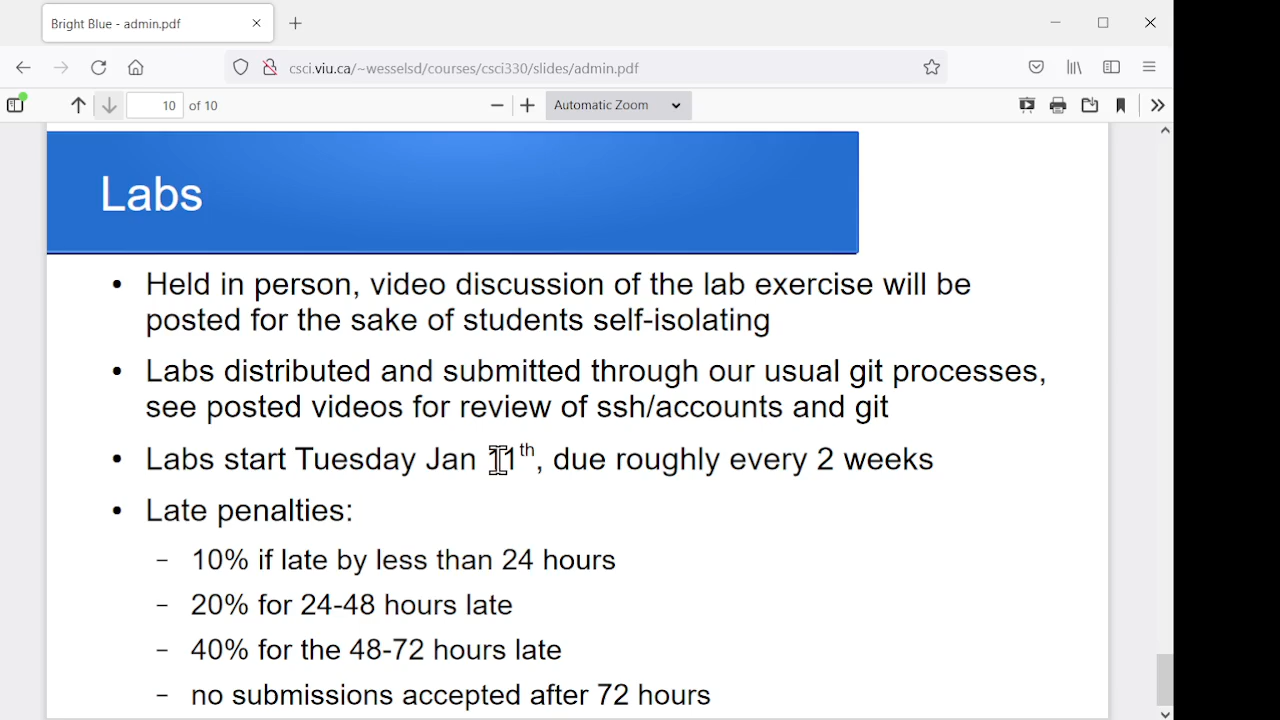 Bright Blue - admin.pdf
csci.viu.ca/~wesselsd/courses/csci330/slides/admin.pdf
10 of 10 Automatic Zoom
Labs
• Held in person, video discussion of the lab exercise will be
posted for the sake of students self-isolating
• Labs distributed and submitted through our usual git processes,
see posted videos for review of ssh/accounts and git
• Labs start Tuesday Jan 11th, due roughly every 2 weeks
• Late penalties:
– 10% if late by less than 24 hours
– 20% for 24-48 hours late
– 40% for the 48-72 hours late
– no submissions accepted after 72 hours